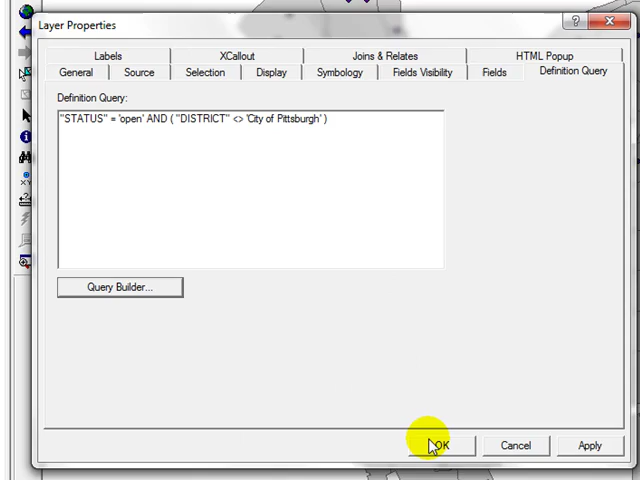 Layer Properties
Labels
XCallout
Joins & Relates
HTML Popup
General
Source
Selection
Display
Symbology
Fields Visibility
Fields
Definition Query
Definition Query:
"STATUS" = 'open' AND ( "DISTRICT" <> 'City of Pittsburgh' )
Query Builder...
OK
Cancel
Apply